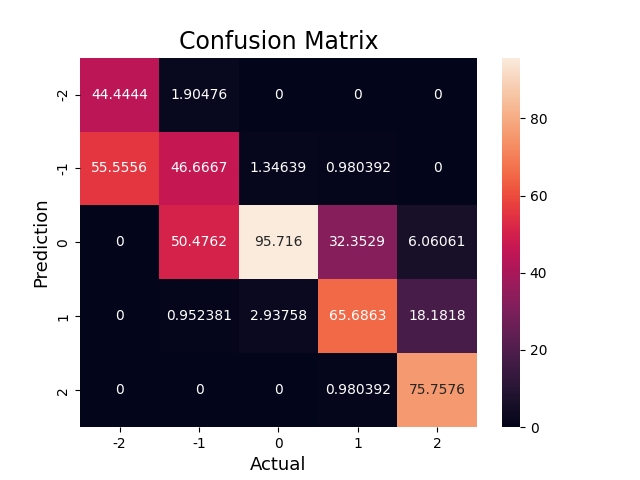 Confusion Matrix
-2 44.4444 1.90476 0 0 0
-1 55.5556 46.6667 1.34639 0.980392 0
0 0 50.4762 95.716 32.3529 6.06061
1 0 0.952381 2.93758 65.6863 18.1818
2 0 0 0 0.980392 75.7576
-2 -1 0 1 2
Actual
Prediction
80
60
40
20
0